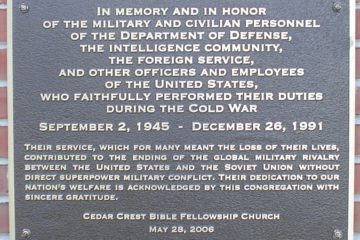 IN MEMORY AND IN HONOR
OF THE MILITARY AND CIVILIAN PERSONNEL
OF THE DEPARTMENT OF DEFENSE,
THE INTELLIGENCE COMMUNITY,
THE FOREIGN SERVICE,
AND OTHER OFFICERS AND EMPLOYEES
OF THE UNITED STATES,
WHO FAITHFULLY PERFORMED THEIR DUTIES
DURING THE COLD WAR
SEPTEMBER 2, 1945 - DECEMBER 26, 1991
THEIR SERVICE, WHICH FOR MANY MEANT THE LOSS OF THEIR LIVES,
CONTRIBUTED TO THE ENDING OF THE GLOBAL MILITARY RIVALRY
BETWEEN THE UNITED STATES AND THE SOVIET UNION WITHOUT
DIRECT SUPERPOWER MILITARY CONFLICT. THEIR DEDICATION TO OUR
NATION'S WELFARE IS ACKNOWLEDGED BY THIS CONGREGATION WITH
SINCERE GRATITUDE.
CEDAR CREST BIBLE FELLOWSHIP CHURCH
MAY 28, 2006